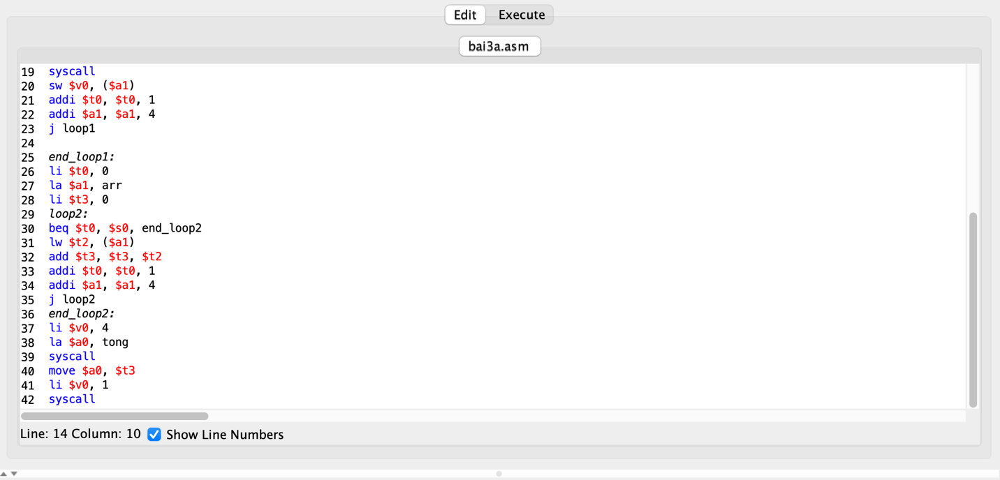 Edit Execute
bai3a.asm
19 syscall
20 sw $v0, ($a1)
21 addi $t0, $t0, 1
22 addi $a1, $a1, 4
23 j loop1
24
25 end_loop1:
26 li $t0, 0
27 la $a1, arr
28 li $t3, 0
29 loop2:
30 beq $t0, $s0, end_loop2
31 lw $t2, ($a1)
32 add $t3, $t3, $t2
33 addi $t0, $t0, 1
34 addi $a1, $a1, 4
35 j loop2
36 end_loop2:
37 li $v0, 4
38 la $a0, tong
39 syscall
40 move $a0, $t3
41 li $v0, 1
42 syscall
Line: 14 Column: 10 Show Line Numbers